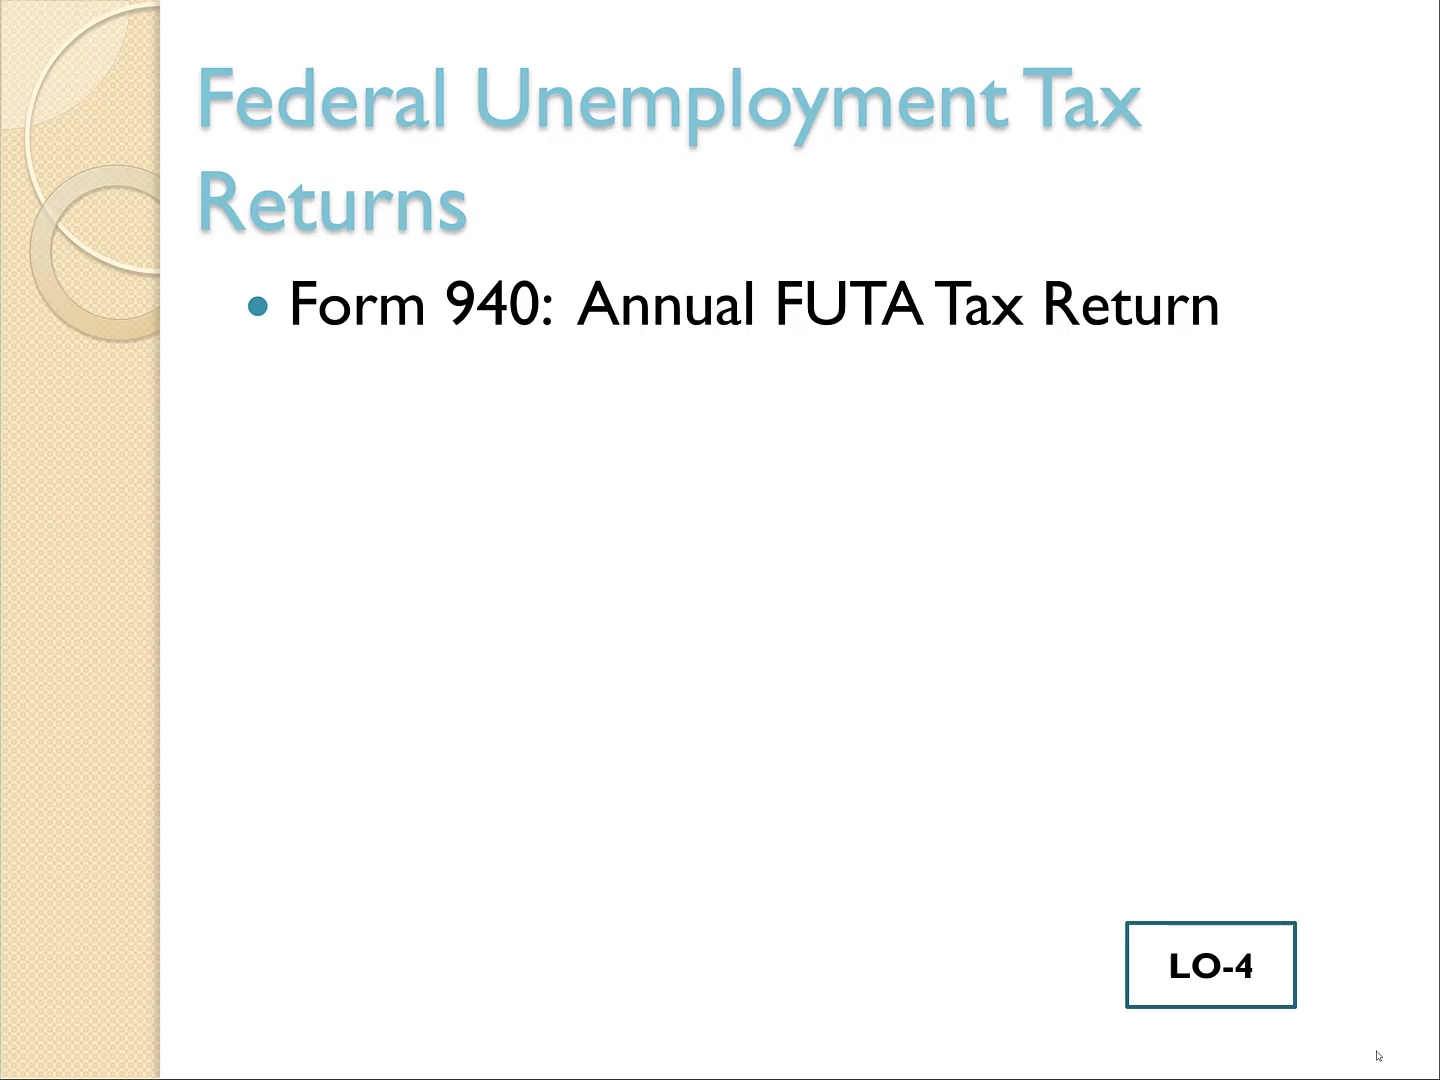 Federal Unemployment Tax
Returns
• Form 940:  Annual FUTA Tax Return
LO-4